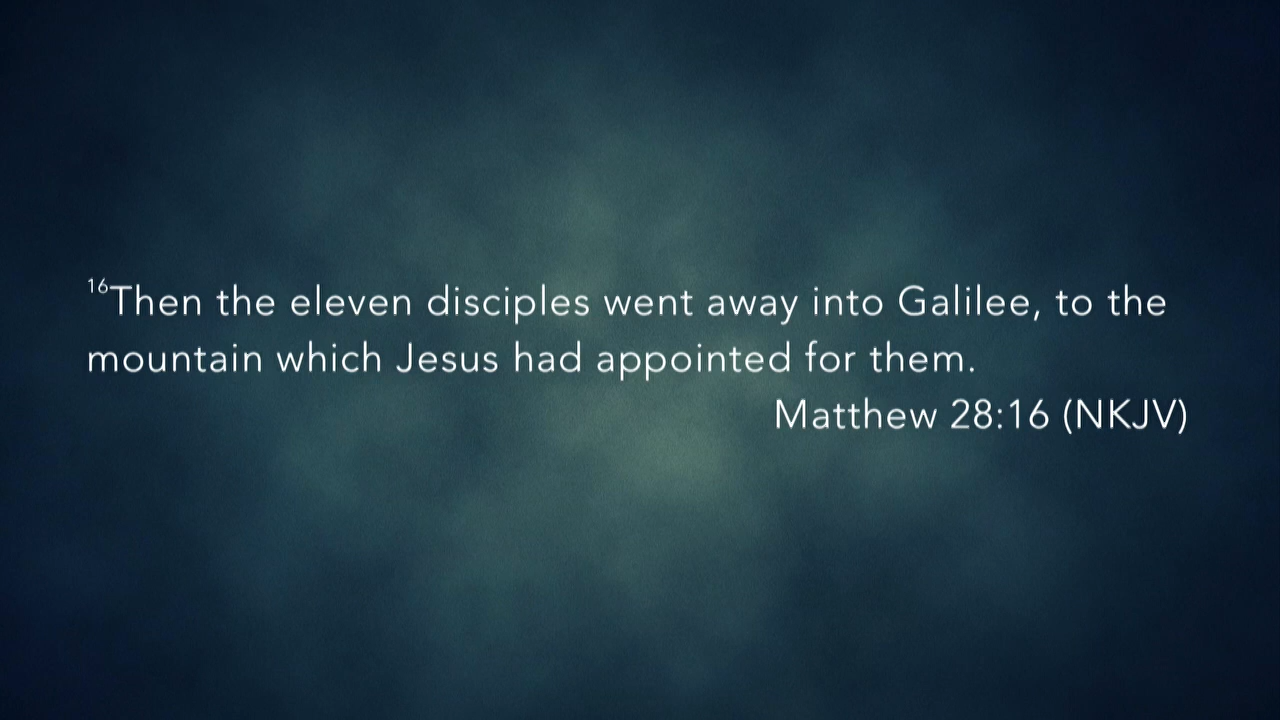 ¹⁶Then the eleven disciples went away into Galilee, to the
mountain which Jesus had appointed for them.
Matthew 28:16 (NKJV)